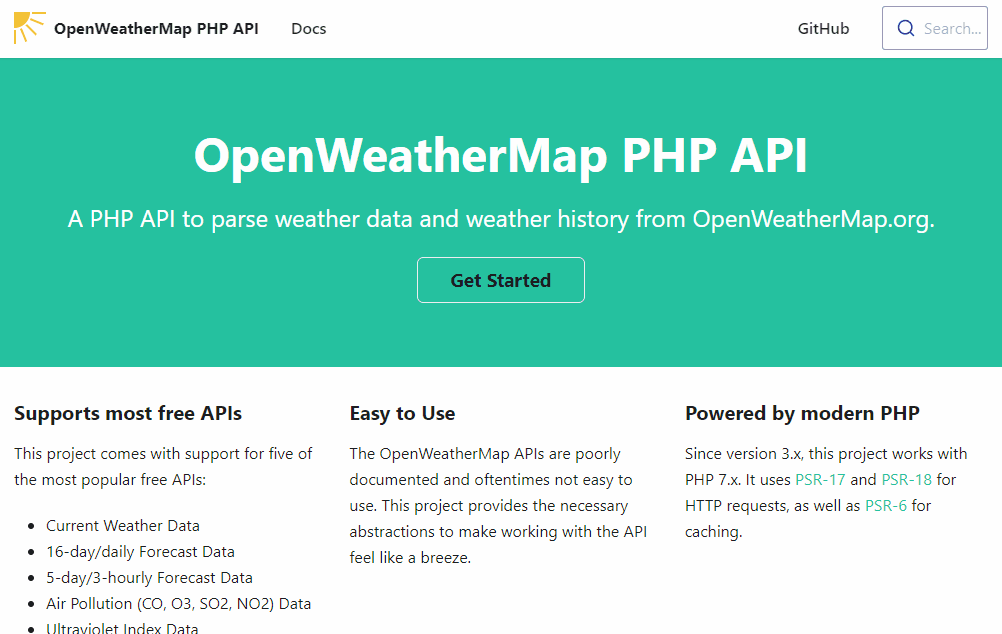 OpenWeatherMap PHP API
Docs
GitHub
Search...
OpenWeatherMap PHP API
A PHP API to parse weather data and weather history from OpenWeatherMap.org.
Get Started
Supports most free APIs
This project comes with support for five of
the most popular free APIs:
Current Weather Data
16-day/daily Forecast Data
5-day/3-hourly Forecast Data
Air Pollution (CO, O3, SO2, NO2) Data
Ultraviolet Index Data
Easy to Use
The OpenWeatherMap APIs are poorly
documented and oftentimes not easy to
use. This project provides the necessary
abstractions to make working with the API
feel like a breeze.
Powered by modern PHP
Since version 3.x, this project works with
PHP 7.x. It uses PSR-17 and PSR-18 for
HTTP requests, as well as PSR-6 for
caching.